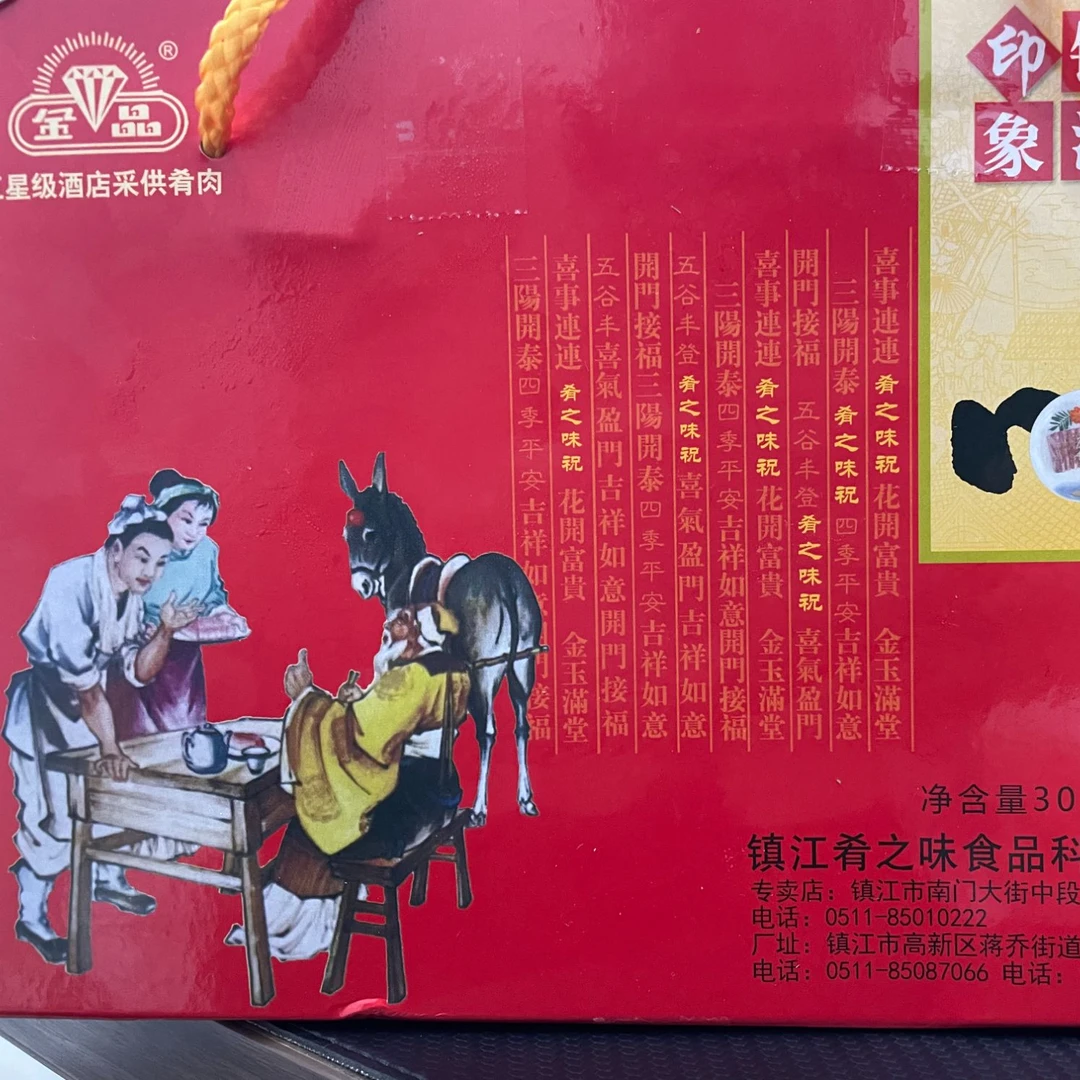 金品®
星级酒店采供肴肉
印
象
喜事連連 肴之味祝 花開富貴 金玉滿堂
三陽開泰 肴之味祝 四季平安 吉祥如意
開門接福 五谷丰登 肴之味祝 喜氣盈門
喜事連連 肴之味祝 花開富貴 金玉滿堂
三陽開泰四季平安吉祥如意開門接福
五谷丰登 肴之味祝 喜氣盈門吉祥如意
開門接福三陽開泰四季平安吉祥如意
五谷丰喜氣盈門吉祥如意開門接福
喜事連連 肴之味祝 花開富貴 金玉滿堂
三陽開泰四季平安吉祥如 門接福
净含量30
镇江肴之味食品科
专卖店：镇江市南门大街中段
电话：0511-85010222
厂址：镇江市高新区蒋乔街道
电话：0511-85087066 电话：